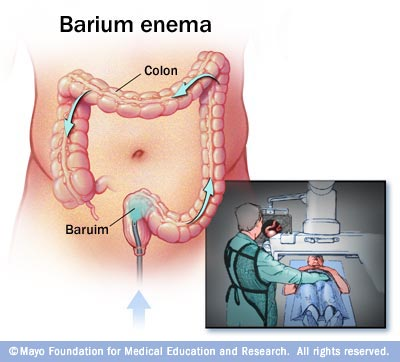 Barium enema
Colon
Baruim
© Mayo Foundation for Medical Education and Research. All rights reserved.